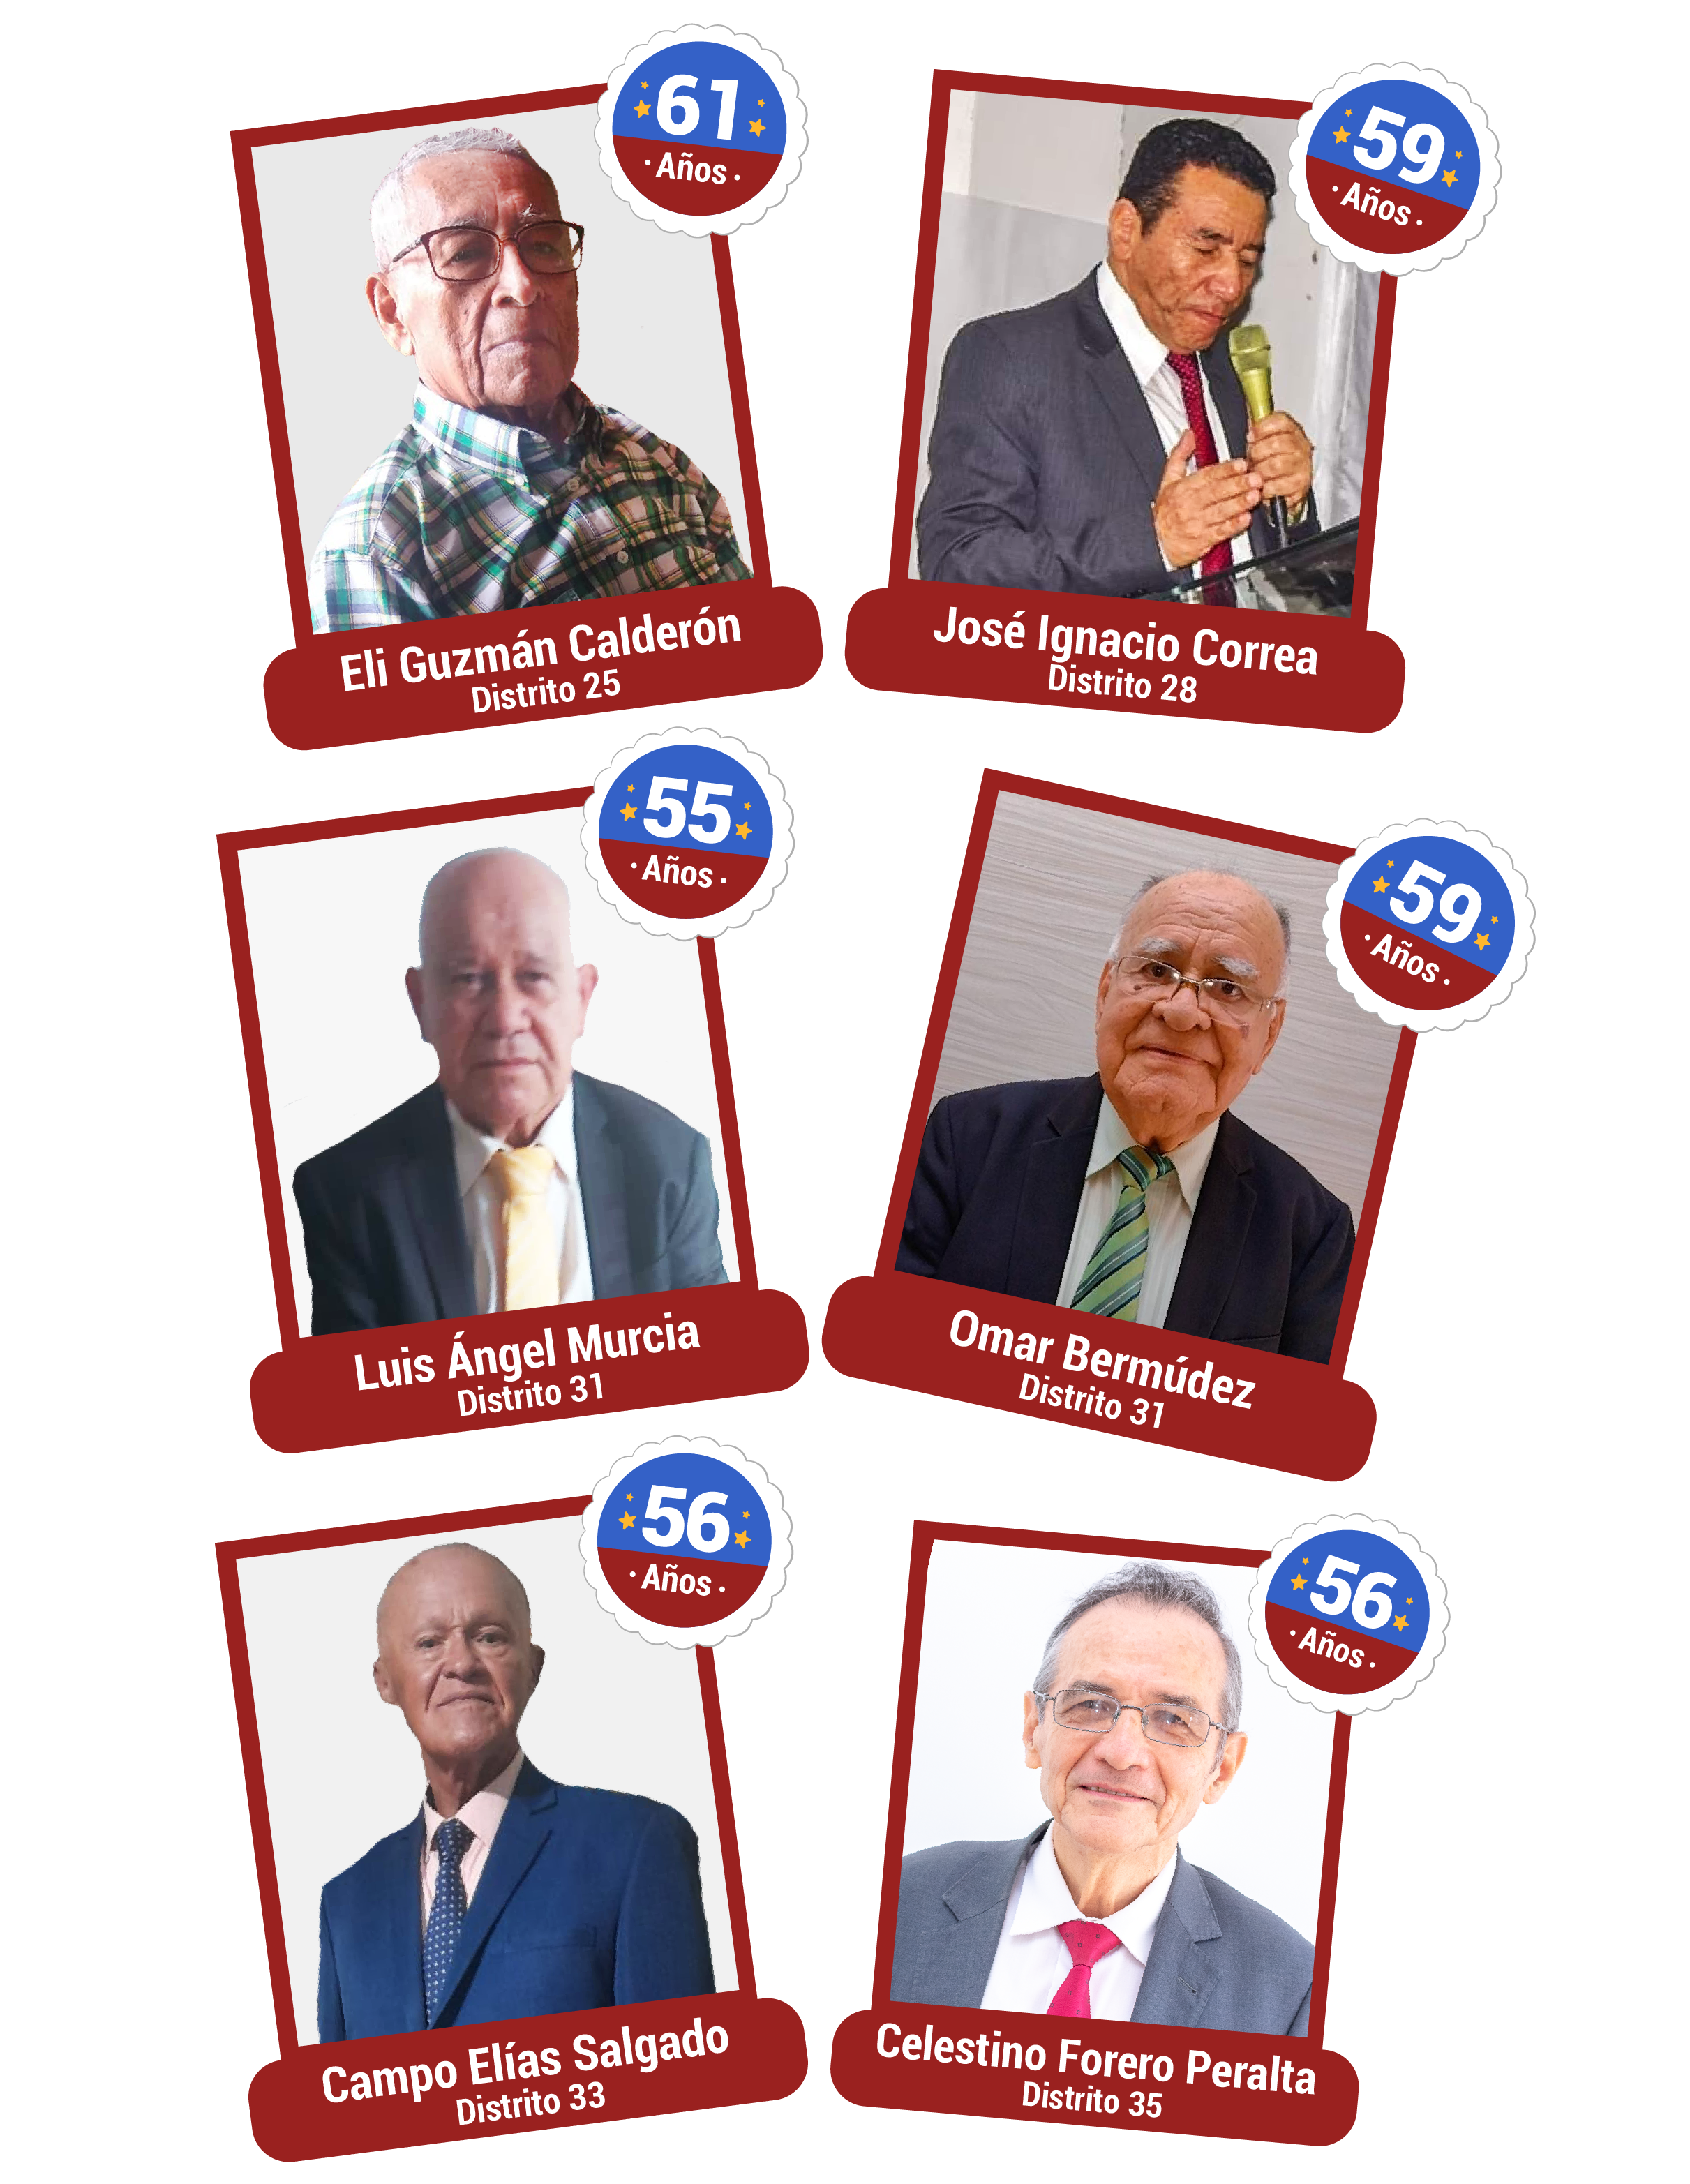 61
· Años ·
Eli Guzmán Calderón
Distrito 25
59
· Años ·
José Ignacio Correa
Distrito 28
55
· Años ·
Luis Ángel Murcia
Distrito 31
59
· Años ·
Omar Bermúdez
Distrito 31
56
· Años ·
Campo Elías Salgado
Distrito 33
56
· Años ·
Celestino Forero Peralta
Distrito 35